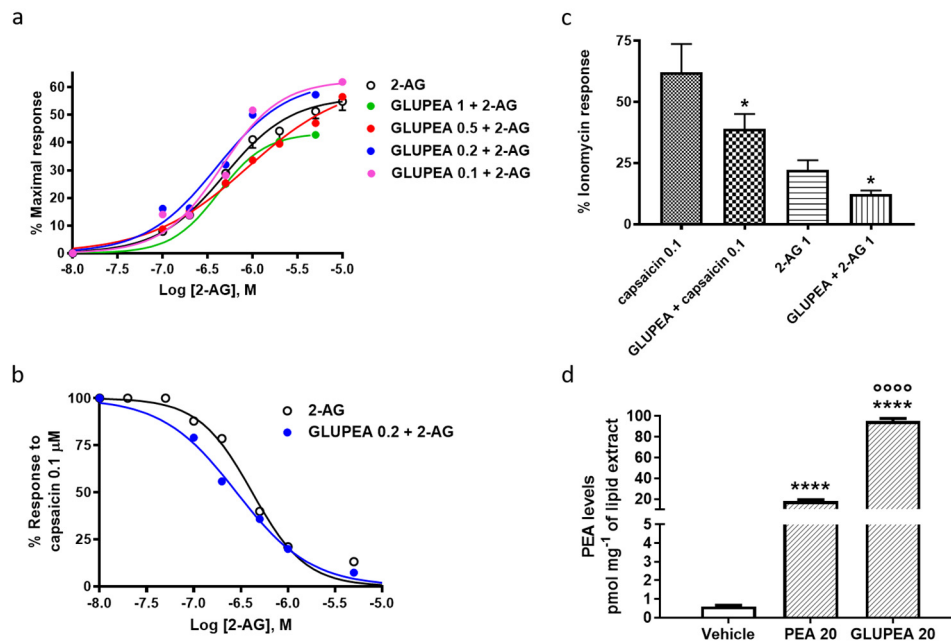 a
% Maximal response
60
50
40
30
20
10
0
-8.0 -7.5 -7.0 -6.5 -6.0 -5.5 -5.0
Log [2-AG], M
2-AG
GLUPEA 1 + 2-AG
GLUPEA 0.5 + 2-AG
GLUPEA 0.2 + 2-AG
GLUPEA 0.1 + 2-AG
c
% Ionomycin response
75
50
25
0
*
*
capsaicin 0.1
GLUPEA + capsaicin 0.1
2-AG 1
GLUPEA + 2-AG 1
b
% Response to
capsaicin 0.1 µM
100
75
50
25
0
-8.0 -7.5 -7.0 -6.5 -6.0 -5.5 -5.0
Log [2-AG], M
2-AG
GLUPEA 0.2 + 2-AG
d
PEA levels
pmol mg⁻¹ of lipid extract
100
80
60
40
20
5
4
3
2
1
0
****
°°°°
****
Vehicle PEA 20 GLUPEA 20